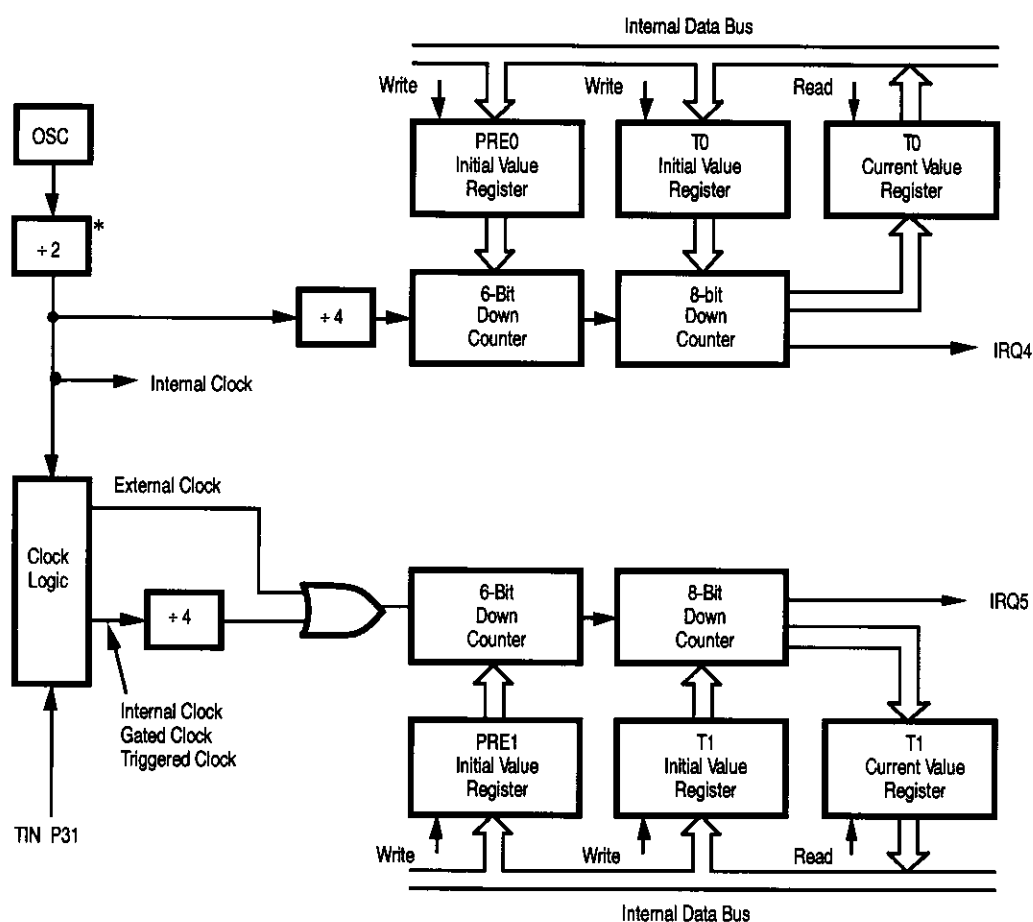 Internal Data Bus
Write
Write
Read
OSC
PRE0
Initial Value
Register
T0
Initial Value
Register
T0
Current Value
Register
÷ 2
*
÷ 4
6-Bit
Down
Counter
8-bit
Down
Counter
IRQ4
Internal Clock
External Clock
Clock
Logic
÷ 4
6-Bit
Down
Counter
8-Bit
Down
Counter
IRQ5
Internal Clock
Gated Clock
Triggered Clock
PRE1
Initial Value
Register
T1
Initial Value
Register
T1
Current Value
Register
TIN P31
Write
Write
Read
Internal Data Bus